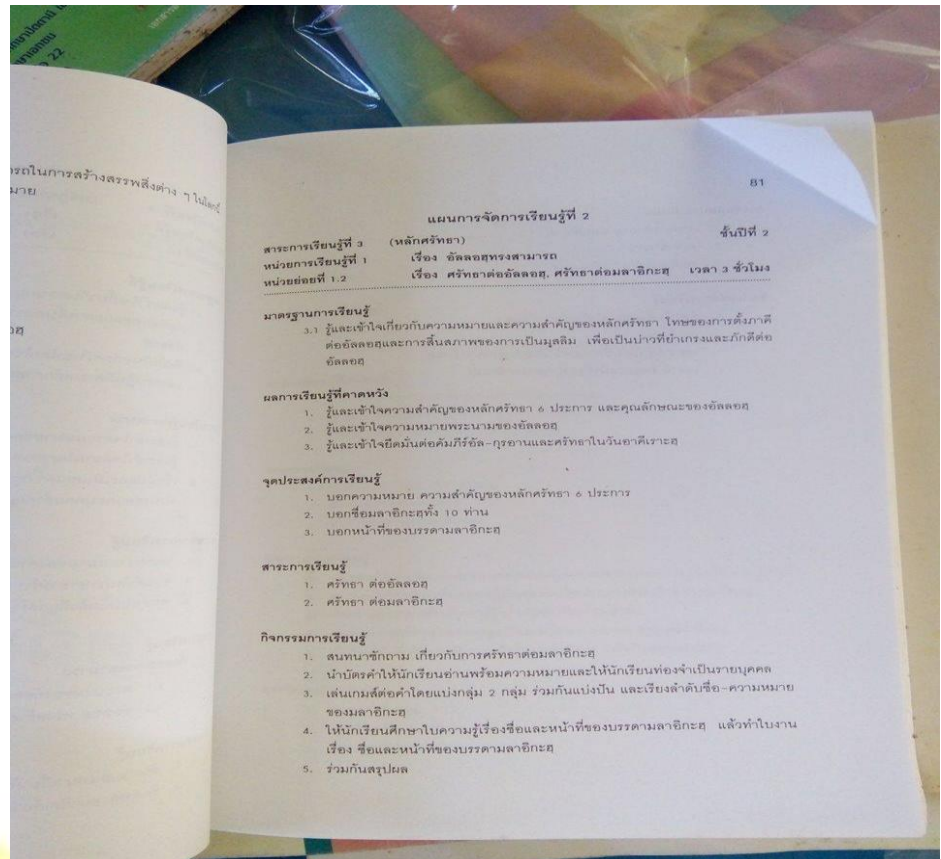 22
รถในการสร้างสรรพสิ่งต่าง ๆ ในโลกนี้
มาย
อฮฺ
81
แผนการจัดการเรียนรู้ที่ 2
สาระการเรียนรู้ที่ 3 (หลักศรัทธา) ชั้นปีที่ 2
หน่วยการเรียนรู้ที่ 1 เรื่อง อัลลอฮฺทรงสามารถ
หน่วยย่อยที่ 1.2 เรื่อง ศรัทธาต่ออัลลอฮฺ, ศรัทธาต่อมลาอิกะฮฺ เวลา 3 ชั่วโมง
มาตรฐานการเรียนรู้
3.1 รู้และเข้าใจเกี่ยวกับความหมายและความสำคัญของหลักศรัทธา โทษของการตั้งภาคี
ต่ออัลลอฮฺและการสิ้นสภาพของการเป็นมุสลิม เพื่อเป็นบ่าวที่ยำเกรงและภักดีต่อ
อัลลอฮฺ
ผลการเรียนรู้ที่คาดหวัง
1. รู้และเข้าใจความสำคัญของหลักศรัทธา 6 ประการ และคุณลักษณะของอัลลอฮฺ
2. รู้และเข้าใจความหมายพระนามของอัลลอฮฺ
3. รู้และเข้าใจยึดมั่นต่อคัมภีร์อัล-กุรอานและศรัทธาในวันอาคีเราะฮฺ
จุดประสงค์การเรียนรู้
1. บอกความหมาย ความสำคัญของหลักศรัทธา 6 ประการ
2. บอกชื่อมลาอิกะฮฺทั้ง 10 ท่าน
3. บอกหน้าที่ของบรรดามลาอิกะฮฺ
สาระการเรียนรู้
1. ศรัทธา ต่ออัลลอฮฺ
2. ศรัทธา ต่อมลาอิกะฮฺ
กิจกรรมการเรียนรู้
1. สนทนาซักถาม เกี่ยวกับการศรัทธาต่อมลาอิกะฮฺ
2. นำบัตรคำให้นักเรียนอ่านพร้อมความหมายและให้นักเรียนท่องจำเป็นรายบุคคล
3. เล่นเกมส์ต่อคำโดยแบ่งกลุ่ม 2 กลุ่ม ร่วมกันแบ่งปัน และเรียงลำดับชื่อ-ความหมาย
ของมลาอิกะฮฺ
4. ให้นักเรียนศึกษาใบความรู้เรื่องชื่อและหน้าที่ของบรรดามลาอิกะฮฺ แล้วทำใบงาน
เรื่อง ชื่อและหน้าที่ของบรรดามลาอิกะฮฺ
5. ร่วมกันสรุปผล